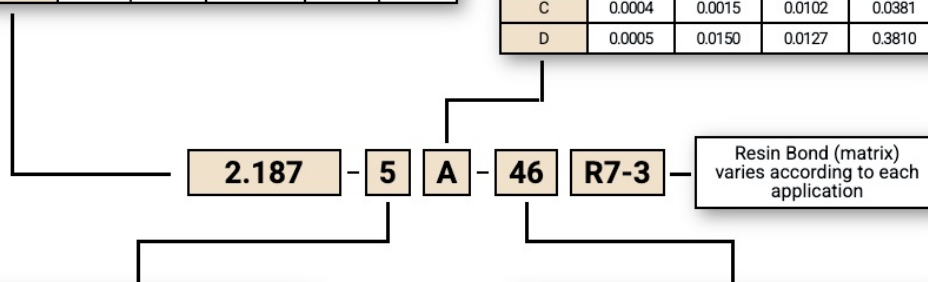 C 0.0004 0.0015 0.0102 0.0381
D 0.0005 0.0150 0.0127 0.3810
2.187 - 5 A - 46 R7-3
Resin Bond (matrix)
varies according to each
application